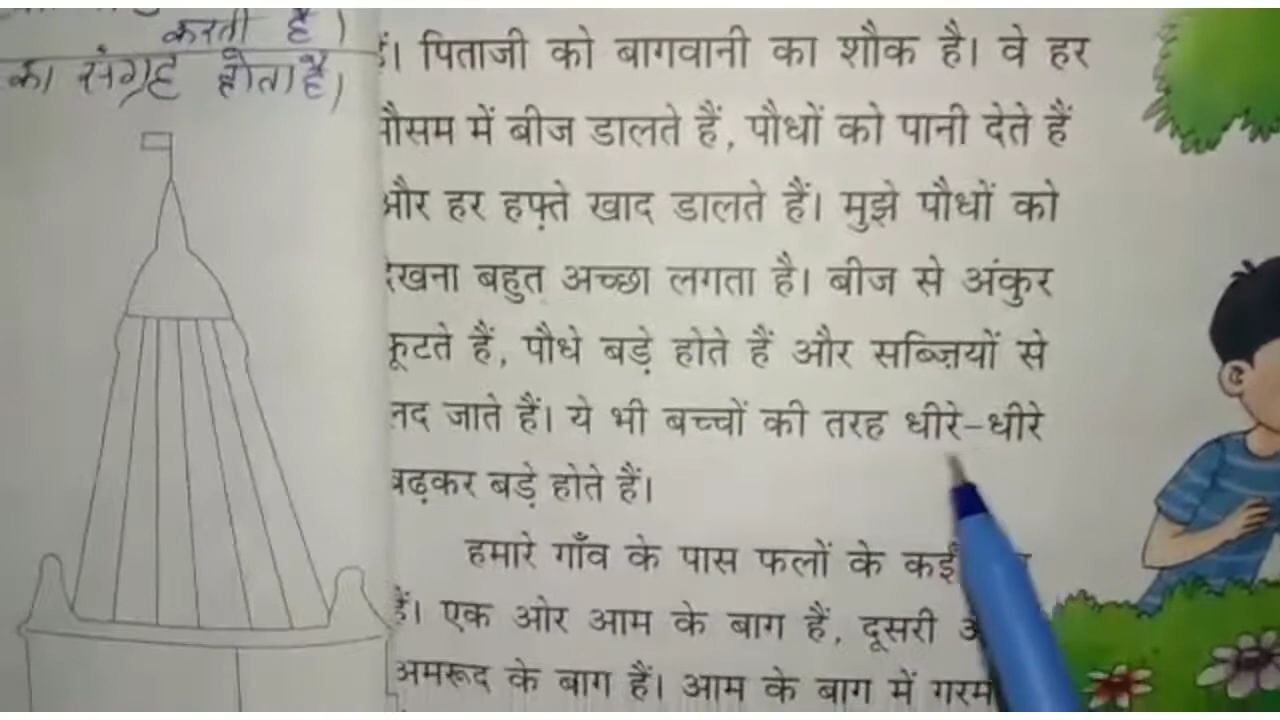 करती है।
का संग्रह होता है।
हैं। पिताजी को बागवानी का शौक है। वे हर
मौसम में बीज डालते हैं, पौधों को पानी देते हैं
और हर हफ़्ते खाद डालते हैं। मुझे पौधों को
देखना बहुत अच्छा लगता है। बीज से अंकुर
फूटते हैं, पौधे बड़े होते हैं और सब्ज़ियों से
लद जाते हैं। ये भी बच्चों की तरह धीरे-धीरे
बढ़कर बड़े होते हैं।
हमारे गाँव के पास फलों के कई
हैं। एक ओर आम के बाग हैं, दूसरी
अमरूद के बाग हैं। आम के बाग में